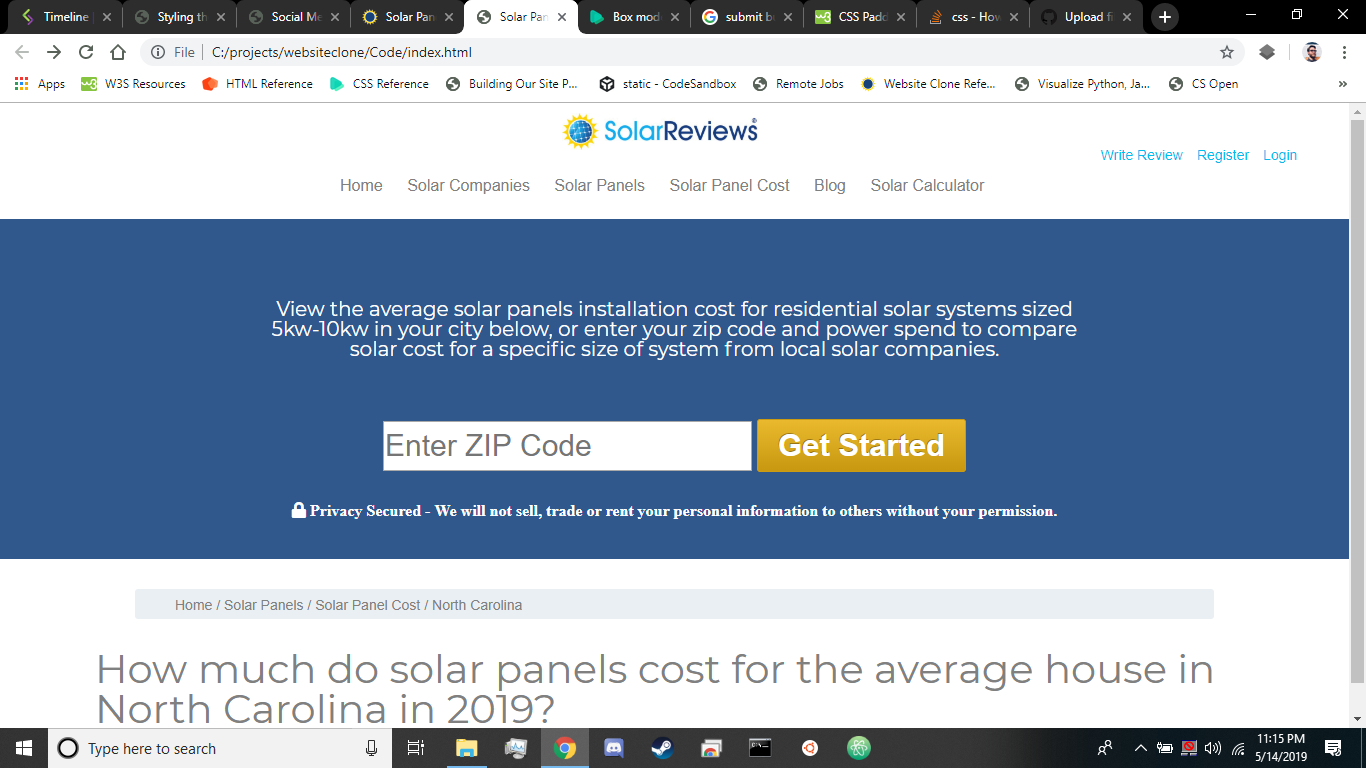 Timeline
Styling th
Social Me
Solar Pan
Solar Pan
Box mod
submit bu
CSS Padd
css - How
Upload fi
File | C:/projects/websiteclone/Code/index.html
Apps W3S Resources HTML Reference CSS Reference Building Our Site P... static - CodeSandbox Remote Jobs Website Clone Refe... Visualize Python, Ja... CS Open »
SolarReviews®
Write Review Register Login
Home Solar Companies Solar Panels Solar Panel Cost Blog Solar Calculator
View the average solar panels installation cost for residential solar systems sized
5kw-10kw in your city below, or enter your zip code and power spend to compare
solar cost for a specific size of system from local solar companies.
Enter ZIP Code Get Started
Privacy Secured - We will not sell, trade or rent your personal information to others without your permission.
Home / Solar Panels / Solar Panel Cost / North Carolina
How much do solar panels cost for the average house in
North Carolina in 2019?
Type here to search
11:15 PM
5/14/2019